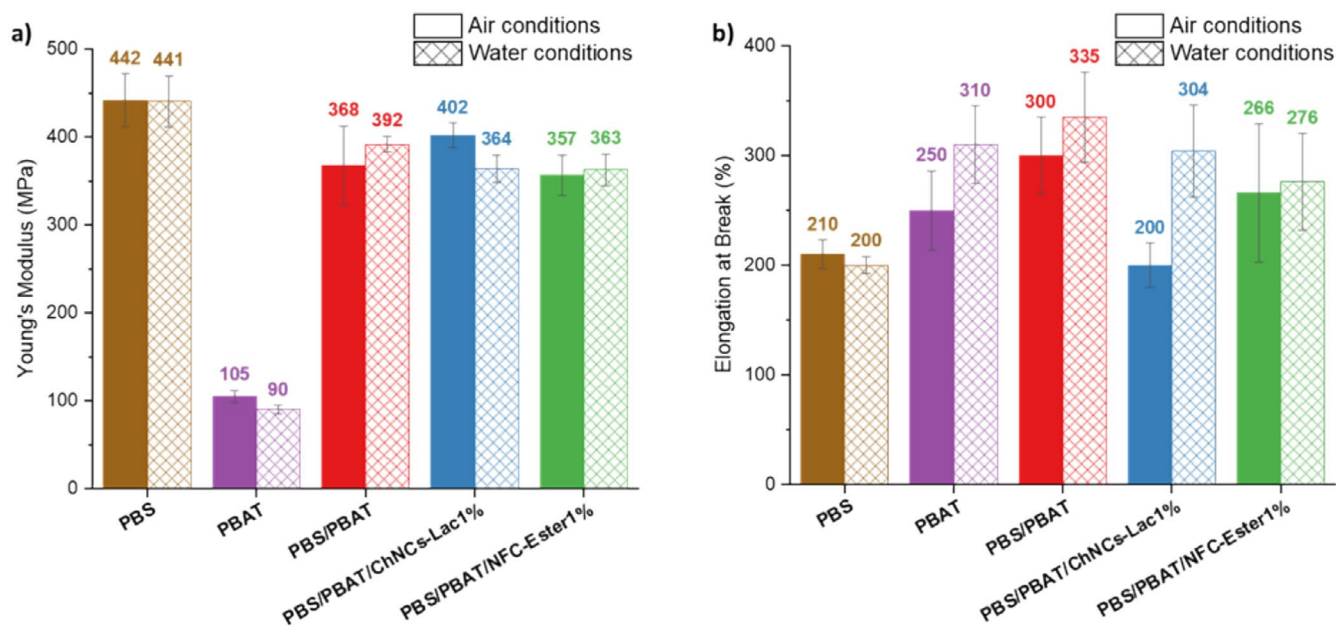 a)
Air conditions
Water conditions
Young's Modulus (MPa)
500
400
300
200
100
0
442
441
105
90
368
392
402
364
357
363
PBS
PBAT
PBS/PBAT
PBS/PBAT/ChNCs-Lac1%
PBS/PBAT/NFC-Ester1%
b)
Air conditions
Water conditions
Elongation at Break (%)
400
300
200
100
0
210
200
250
310
300
335
200
304
266
276
PBS
PBAT
PBS/PBAT
PBS/PBAT/ChNCs-Lac1%
PBS/PBAT/NFC-Ester1%